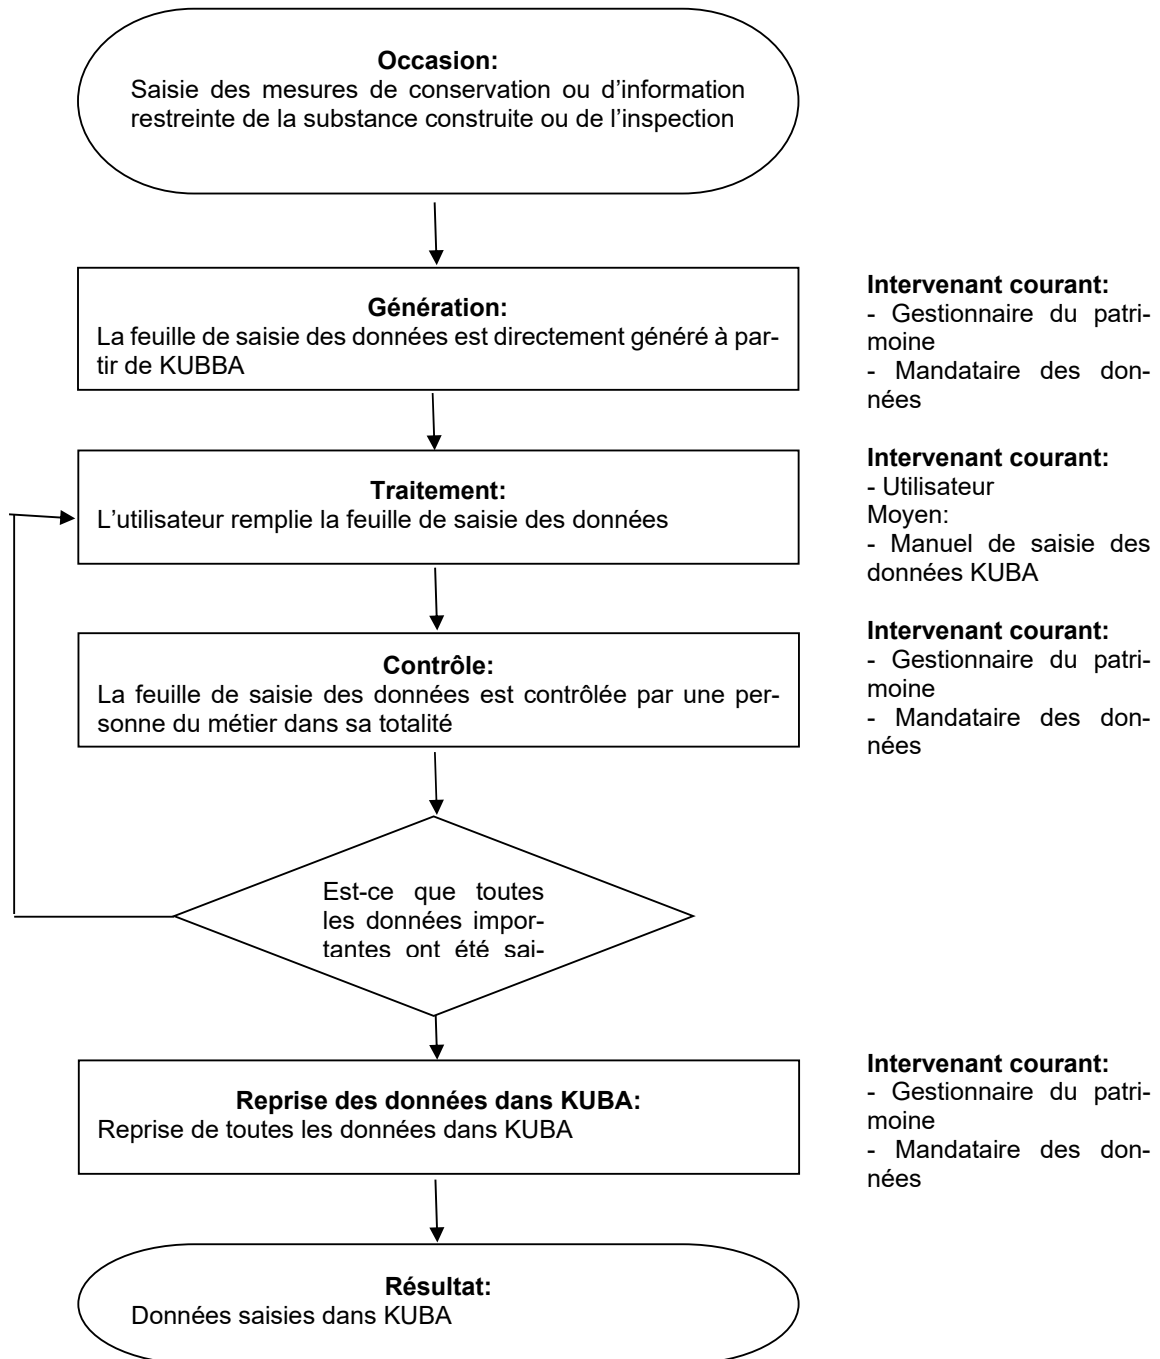 Occasion:
Saisie des mesures de conservation ou d'information
restreinte de la substance construite ou de l'inspection
Génération:
La feuille de saisie des données est directement généré à par-
tir de KUBBA
Intervenant courant:
- Gestionnaire du patri-
moine
- Mandataire des don-
nées
Traitement:
L'utilisateur remplie la feuille de saisie des données
Intervenant courant:
- Utilisateur
Moyen:
- Manuel de saisie des
données KUBA
Contrôle:
La feuille de saisie des données est contrôlée par une per-
sonne du métier dans sa totalité
Intervenant courant:
- Gestionnaire du patri-
moine
- Mandataire des don-
nées
Est-ce que toutes
les données impor-
tantes ont été sai-
Reprise des données dans KUBA:
Reprise de toutes les données dans KUBA
Intervenant courant:
- Gestionnaire du patri-
moine
- Mandataire des don-
nées
Résultat:
Données saisies dans KUBA